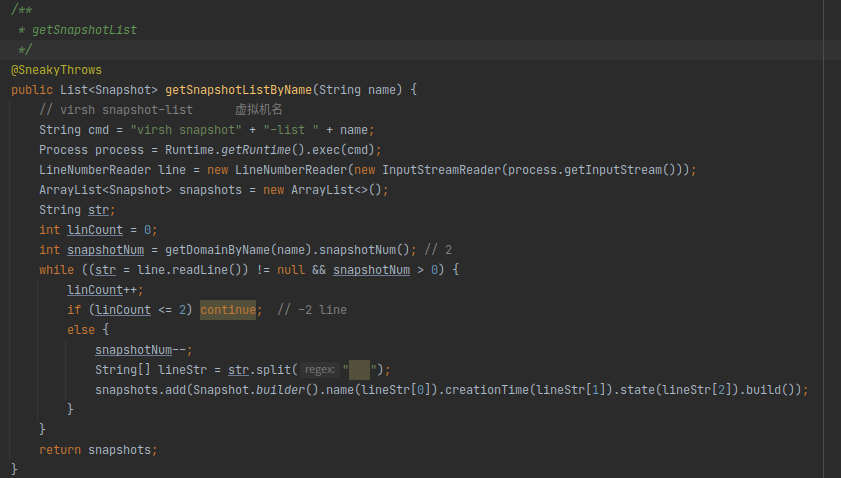 /**
 * getSnapshotList
 */
@SneakyThrows
public List<Snapshot> getSnapshotListByName(String name) {
    // virsh snapshot-list      虚拟机名
    String cmd = "virsh snapshot" + "-list " + name;
    Process process = Runtime.getRuntime().exec(cmd);
    LineNumberReader line = new LineNumberReader(new InputStreamReader(process.getInputStream()));
    ArrayList<Snapshot> snapshots = new ArrayList<>();
    String str;
    int linCount = 0;
    int snapshotNum = getDomainByName(name).snapshotNum(); // 2
    while ((str = line.readLine()) != null && snapshotNum > 0) {
        linCount++;
        if (linCount <= 2) continue;  // -2 line
        else {
            snapshotNum--;
            String[] lineStr = str.split( regex: "   ");
            snapshots.add(Snapshot.builder().name(lineStr[0]).creationTime(lineStr[1]).state(lineStr[2]).build());
        }
    }
    return snapshots;
}